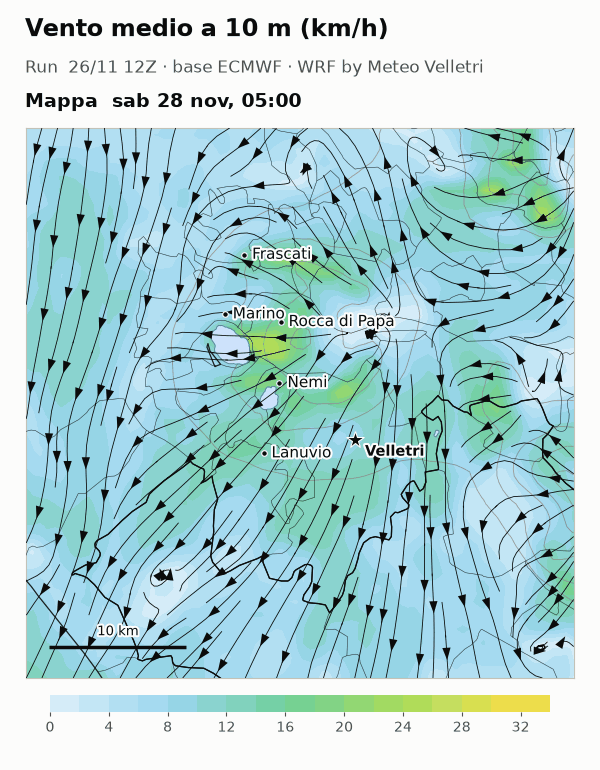 Vento medio a 10 m (km/h)
Run  26/11 12Z · base ECMWF · WRF by Meteo Velletri
Mappa  sab 28 nov, 05:00
Frascati
Marino
Rocca di Papa
Nemi
Velletri
Lanuvio
10 km
0 4 8 12 16 20 24 28 32